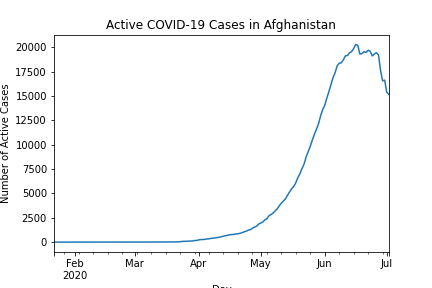 Active COVID-19 Cases in Afghanistan
Number of Active Cases
20000
17500
15000
12500
10000
7500
5000
2500
0
Feb
2020
Mar
Apr
May
Jun
Jul